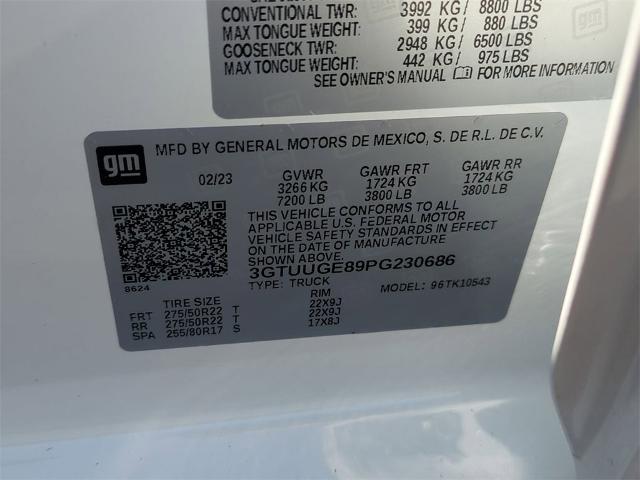 CONVENTIONAL TWR: 3992 KG/ 8800 LBS
MAX TONGUE WEIGHT: 399 KG/ 880 LBS
GOOSENECK TWR: 2948 KG/ 6500 LBS
MAX TONGUE WEIGHT: 442 KG/ 975 LBS
SEE OWNER'S MANUAL FOR MORE INFORMATION
gm
MFD BY GENERAL MOTORS DE MEXICO, S. DE R.L. DE C.V.
02/23 GVWR GAWR FRT GAWR RR
3266 KG 1724 KG 1724 KG
7200 LB 3800 LB 3800 LB
THIS VEHICLE CONFORMS TO ALL
APPLICABLE U.S. FEDERAL MOTOR
VEHICLE SAFETY STANDARDS IN EFFECT
ON THE DATE OF MANUFACTURE
SHOWN ABOVE.
3GTUUGE89PG230686
8624
TYPE: TRUCK MODEL: 96TK10543
TIRE SIZE RIM
FRT 275/50R22 T 22X9J
RR 275/50R22 T 22X9J
SPA 255/80R17 S 17X8J